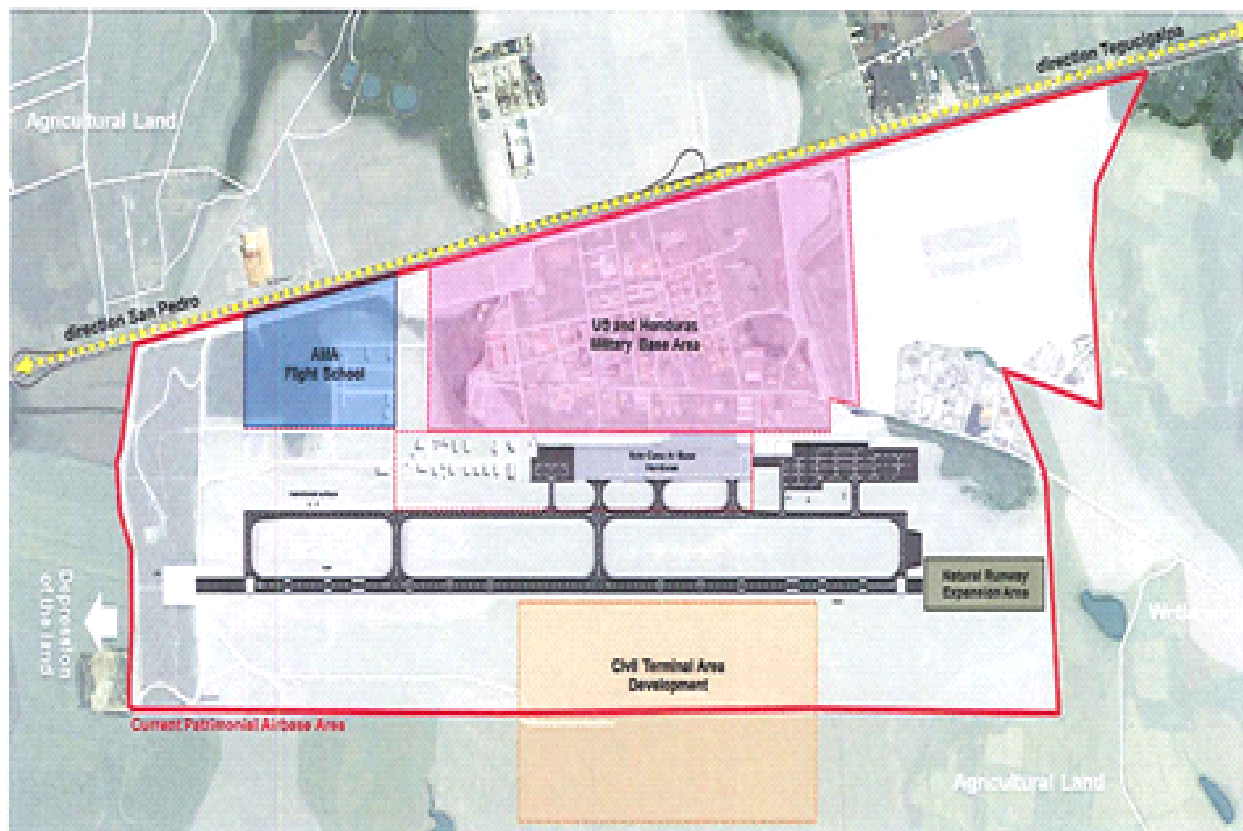 direction Tegucigalpa
Agricultural Land
direction San Pedro
US and Honduras
Military Base Area
AMA
Flight School
Natural Runway
Expansion Area
Depression
of the land
Civil Terminal Area
Development
Current Patrimonial Airbase Area
Agricultural Land